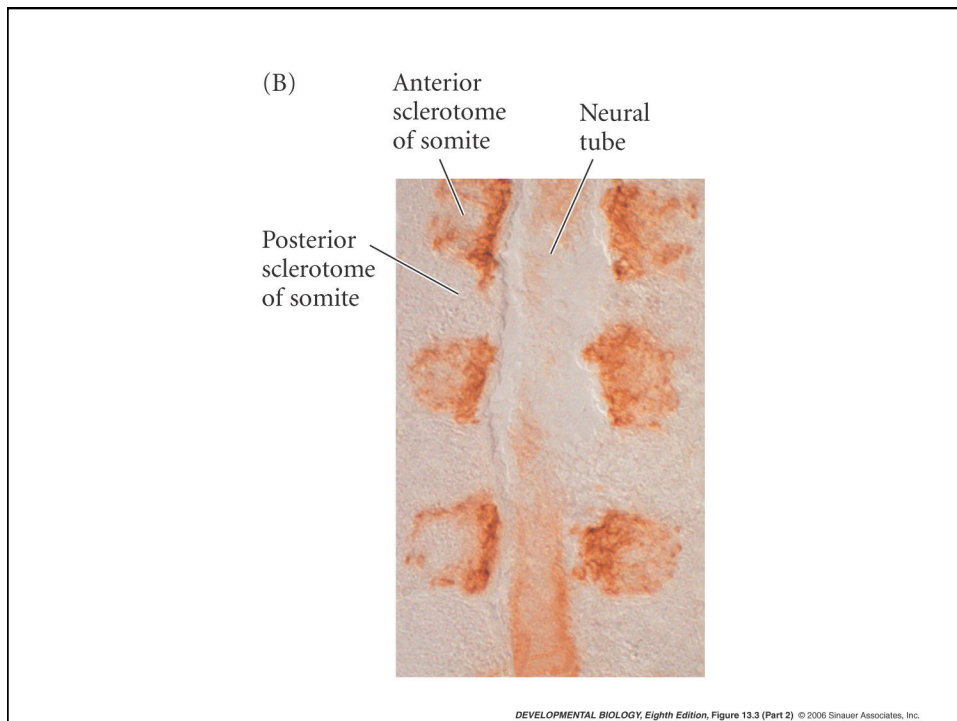 (B)
Anterior
sclerotome
of somite
Neural
tube
Posterior
sclerotome
of somite
DEVELOPMENTAL BIOLOGY, Eighth Edition, Figure 13.3 (Part 2) © 2006 Sinauer Associates, Inc.